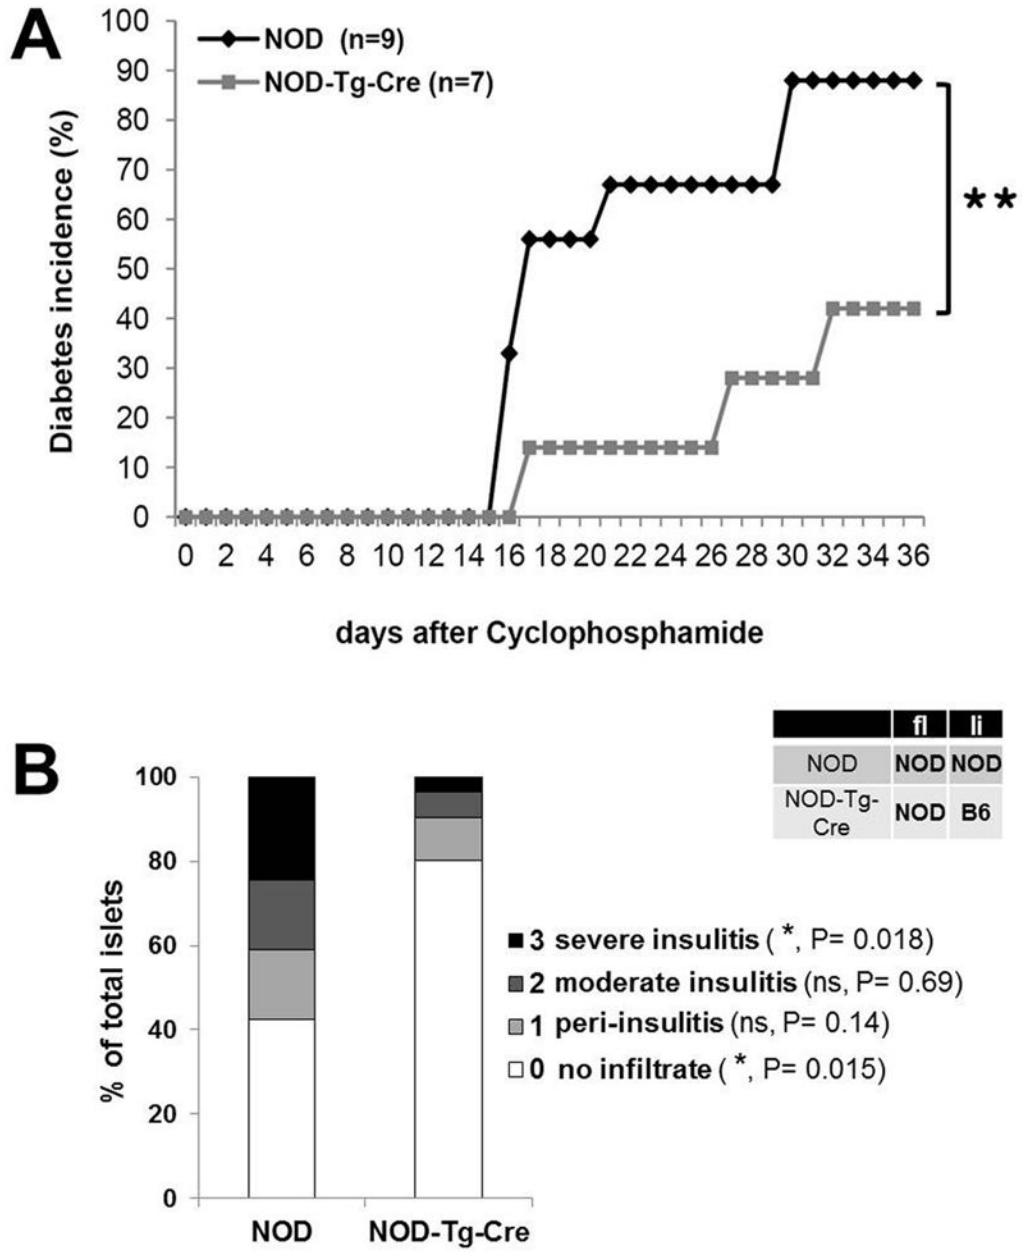 A
100
90
80
70
60
50
40
30
20
10
0
Diabetes incidence (%)
NOD (n=9)
NOD-Tg-Cre (n=7)
**
0 2 4 6 8 10 12 14 16 18 20 22 24 26 28 30 32 34 36
days after Cyclophosphamide
B
fl li
NOD NOD NOD
NOD-Tg-
Cre NOD B6
100
80
60
40
20
0
% of total islets
3 severe insulitis ( *, P= 0.018)
2 moderate insulitis (ns, P= 0.69)
1 peri-insulitis (ns, P= 0.14)
0 no infiltrate ( *, P= 0.015)
NOD NOD-Tg-Cre